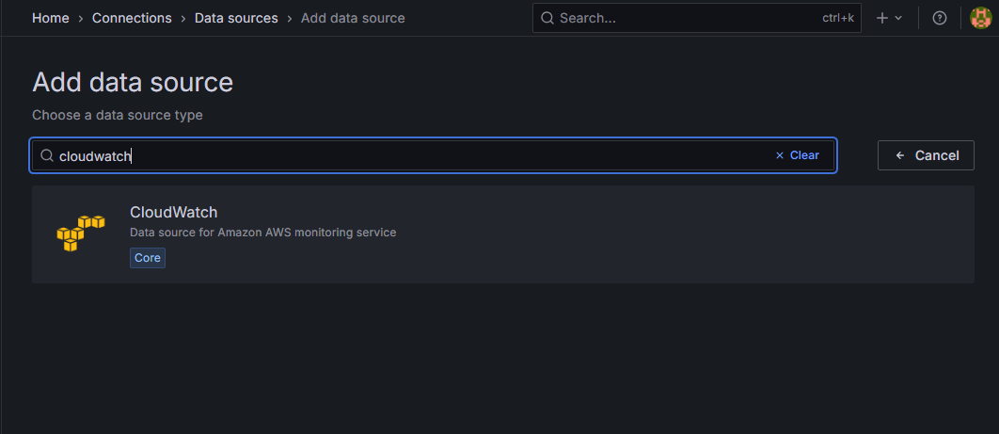 Home › Connections › Data sources › Add data source
Search... ctrl+k
Add data source
Choose a data source type
cloudwatch
× Clear
← Cancel
CloudWatch
Data source for Amazon AWS monitoring service
Core